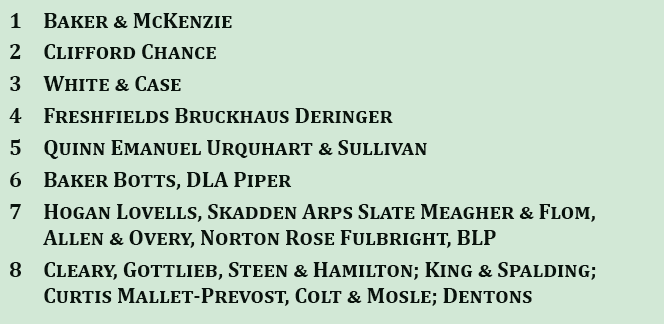 1 Baker & McKenzie
2 Clifford Chance
3 White & Case
4 Freshfields Bruckhaus Deringer
5 Quinn Emanuel Urquhart & Sullivan
6 Baker Botts, DLA Piper
7 Hogan Lovells, Skadden Arps Slate Meagher & Flom,
Allen & Overy, Norton Rose Fulbright, BLP
8 Cleary, Gottlieb, Steen & Hamilton; King & Spalding;
Curtis Mallet-Prevost, Colt & Mosle; Dentons